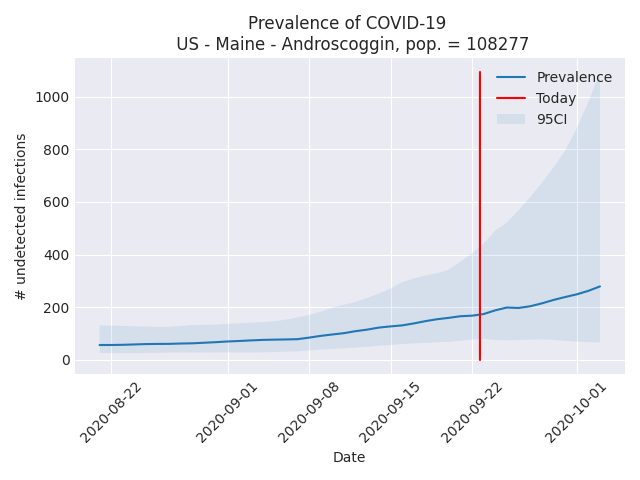 Prevalence of COVID-19
US - Maine - Androscoggin, pop. = 108277
Prevalence
Today
95CI
1000
800
600
400
200
0
# undetected infections
2020-08-22
2020-09-01
2020-09-08
2020-09-15
2020-09-22
2020-10-01
Date